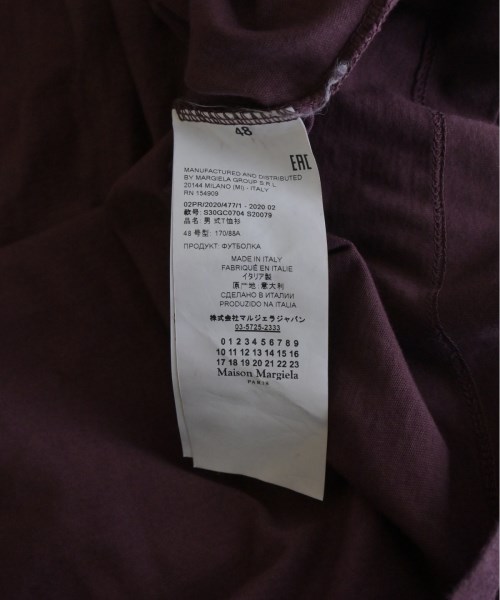 48
EAC
MANUFACTURED AND DISTRIBUTED
BY MARGIELA GROUP S.R.L
20144 MILANO (MI) - ITALY
RN 154909
02PR/2020/477/1 - 2020 02
款号: S30GC0704 S20079
品名: 男式T恤衫
48 号型: 170/88A
ПРОДУКТ: ФУТБОЛКА
MADE IN ITALY
FABRIQUÉ EN ITALIE
イタリア製
原产地 意大利
СДЕЛАНО В ИТАЛИИ
PRODUZIDO NA ITALIA
株式会社マルジェラジャパン
03-5725-2333
0 1 2 3 4 5 6 7 8 9
10 11 12 13 14 15 16
17 18 19 20 21 22 23
Maison Margiela
PARIS